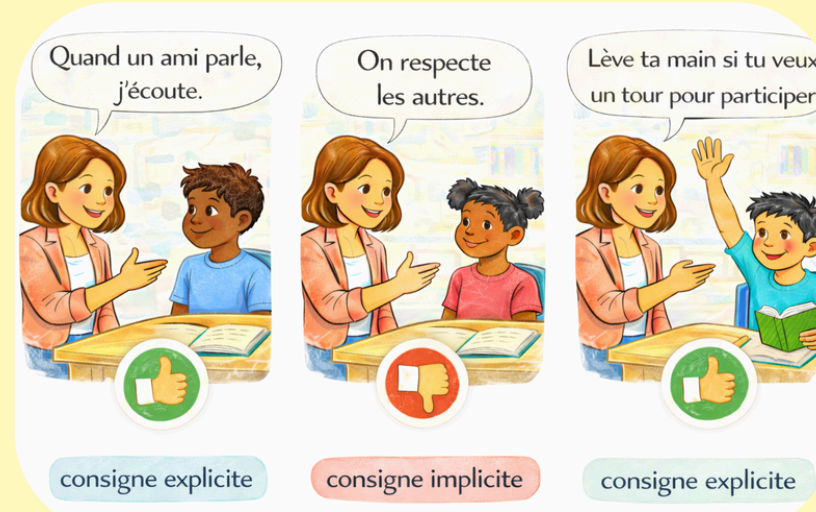 Quand un ami parle,
j'écoute.
On respecte
les autres.
Lève ta main si tu veux
un tour pour participer
consigne explicite
consigne implicite
consigne explicite